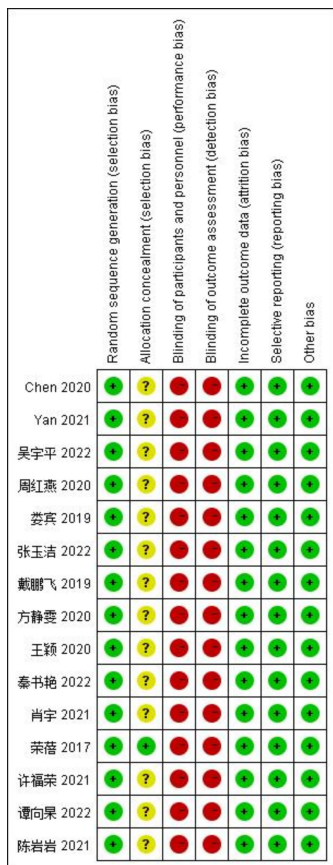 Random sequence generation (selection bias)
Allocation concealment (selection bias)
Blinding of participants and personnel (performance bias)
Blinding of outcome assessment (detection bias)
Incomplete outcome data (attrition bias)
Selective reporting (reporting bias)
Other bias
Chen 2020 + ? - - + + +
Yan 2021 + ? - - + + +
吴宇平 2022 + ? - - + + +
周红燕 2020 + ? - - + + +
娄宾 2019 + ? - - + + +
张玉洁 2022 + ? - - + + +
戴鹏飞 2019 + ? - - + + +
方静雯 2020 + ? - - + + +
王颖 2020 + ? - - + + +
秦书艳 2022 + ? - - + + +
肖宇 2021 + ? - - + + +
荣蓓 2017 + + - - + + +
许福荣 2021 + ? - - + + +
谭向杲 2022 + ? - - + + +
陈岩岩 2021 + ? - - + + +